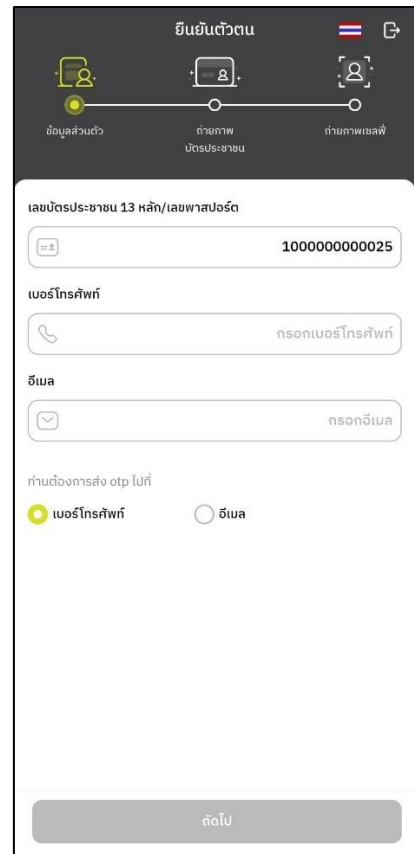 ยืนยันตัวตน
ข้อมูลส่วนตัว
ถ่ายภาพ
บัตรประชาชน
ถ่ายภาพเซลฟี่
เลขบัตรประชาชน 13 หลัก/เลขพาสปอร์ต
1000000000025
เบอร์โทรศัพท์
กรอกเบอร์โทรศัพท์
อีเมล
กรอกอีเมล
ท่านต้องการส่ง otp ไปที่
เบอร์โทรศัพท์ อีเมล
ถัดไป